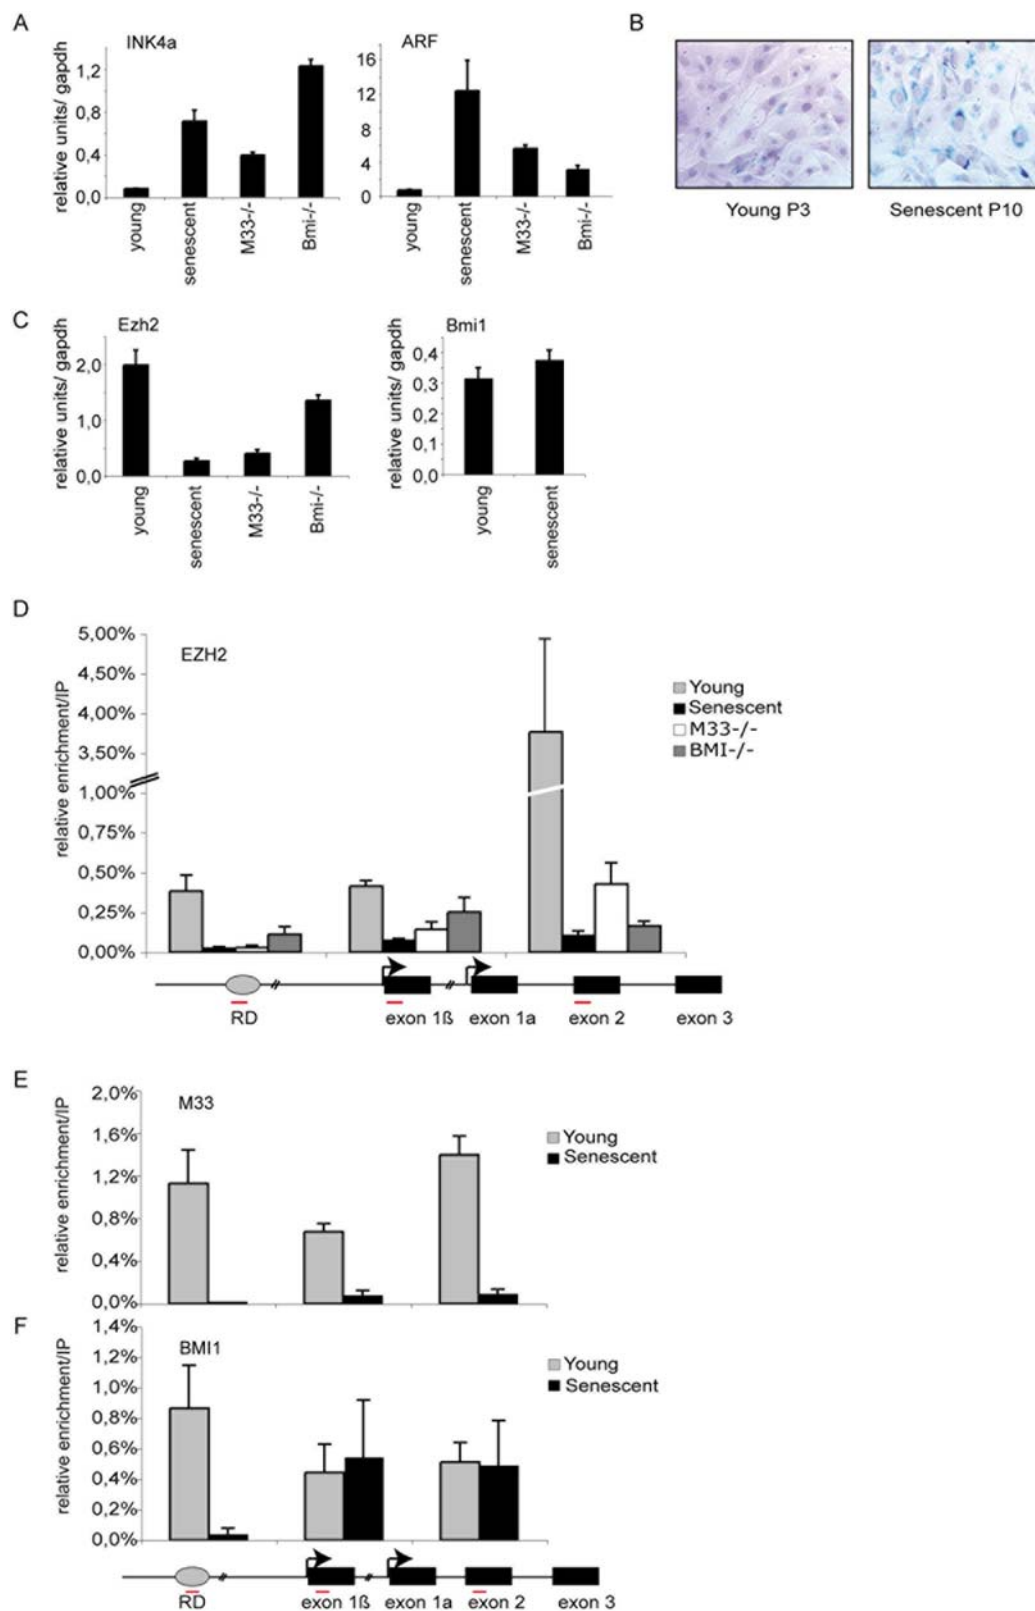 A
INK4a
relative units/ gapdh
1,2
0,8
0,4
0,0
young
senescent
M33-/-
Bmi-/-
ARF
16
12
8
4
0
young
senescent
M33-/-
Bmi-/-
B
Young P3
Senescent P10
C
Ezh2
relative units/ gapdh
2,0
1,0
0,0
young
senescent
M33-/-
Bmi-/-
Bmi1
relative units/ gapdh
0,4
0,3
0,2
0,1
0,0
young
senescent
D
EZH2
relative enrichment/IP
5,00%
4,50%
4,00%
3,50%
1,00%
0,75%
0,50%
0,25%
0,00%
Young
Senescent
M33-/-
BMI-/-
RD exon 1ß exon 1a exon 2 exon 3
E
M33
relative enrichment/IP
2,0%
1,6%
1,2%
0,8%
0,4%
0,0%
Young
Senescent
F
BMI1
relative enrichment/IP
1,4%
1,2%
1,0%
0,8%
0,6%
0,4%
0,2%
0,0%
Young
Senescent
RD exon 1ß exon 1a exon 2 exon 3